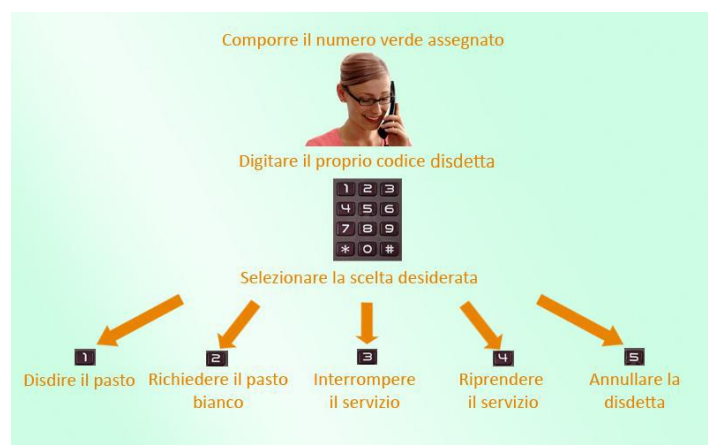 Comporre il numero verde assegnato
Digitare il proprio codice disdetta
1 2 3
4 5 6
7 8 9
* 0 #
Selezionare la scelta desiderata
1
Disdire il pasto
2
Richiedere il pasto
bianco
3
Interrompere
il servizio
4
Riprendere
il servizio
5
Annullare la
disdetta